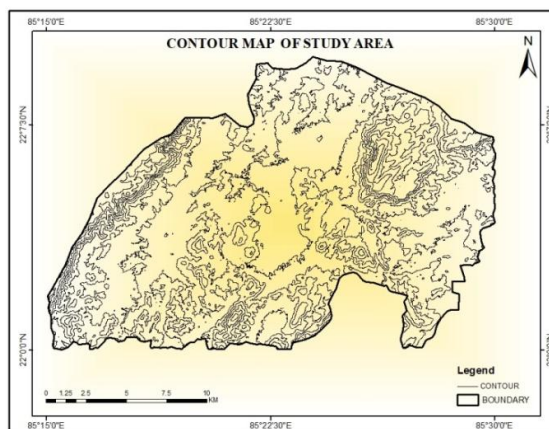 85°15'0"E 85°22'30"E 85°30'0"E
CONTOUR MAP OF STUDY AREA
N
22°7'30"N
22°0'0"N
Legend
CONTOUR
BOUNDARY
0 1.25 2.5 5 7.5 10
KM
85°15'0"E 85°22'30"E 85°30'0"E